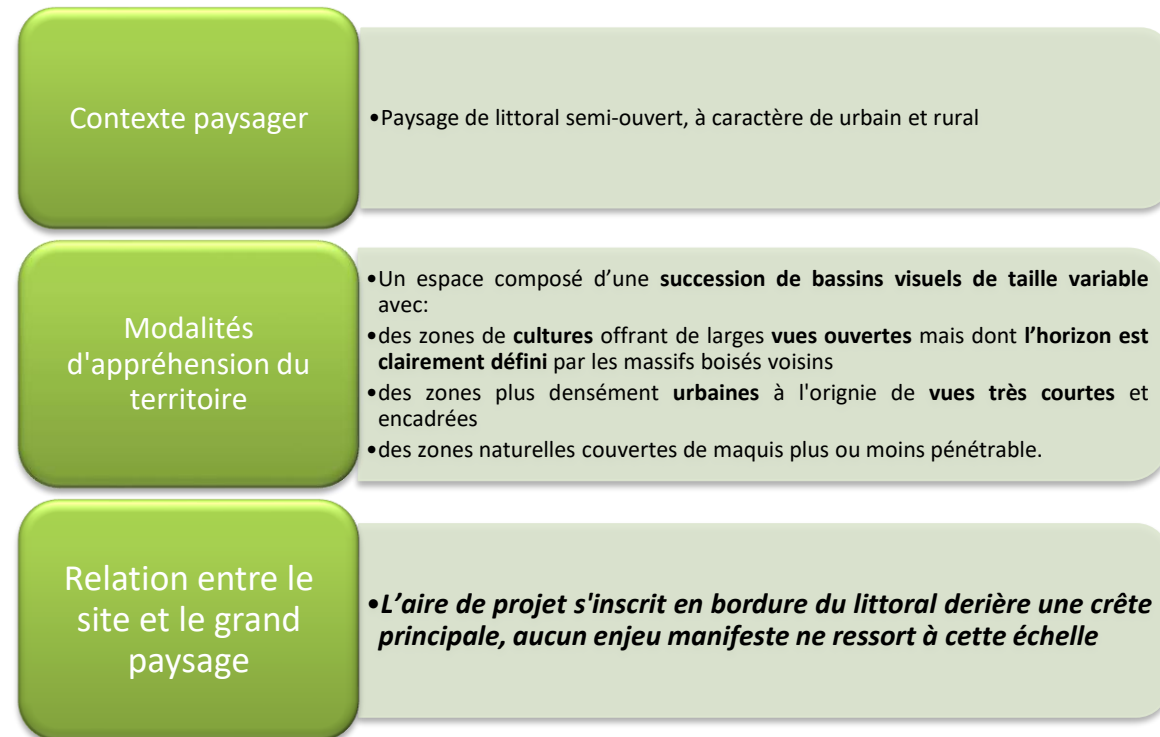 Contexte paysager
•Paysage de littoral semi-ouvert, à caractère de urbain et rural
Modalités
d'appréhension du
territoire
•Un espace composé d’une succession de bassins visuels de taille variable
avec:
•des zones de cultures offrant de larges vues ouvertes mais dont l’horizon est
clairement défini par les massifs boisés voisins
•des zones plus densément urbaines à l'orignie de vues très courtes et
encadrées
•des zones naturelles couvertes de maquis plus ou moins pénétrable.
Relation entre le
site et le grand
paysage
•L’aire de projet s'inscrit en bordure du littoral derière une crête
principale, aucun enjeu manifeste ne ressort à cette échelle